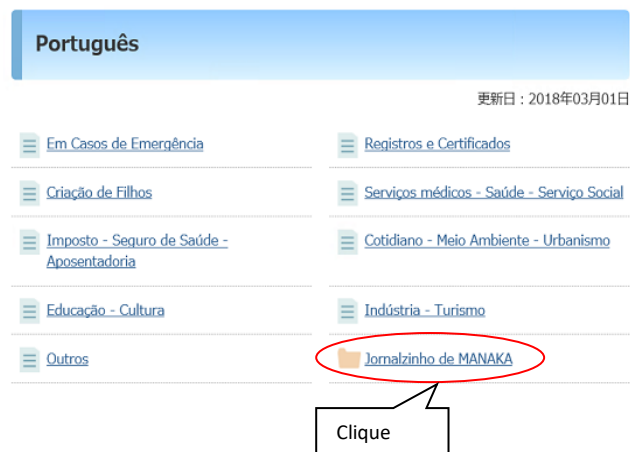 Português
更新日：2018年03月01日
Em Casos de Emergência
Registros e Certificados
Criação de Filhos
Serviços médicos - Saúde - Serviço Social
Imposto - Seguro de Saúde -
Aposentadoria
Cotidiano - Meio Ambiente - Urbanismo
Educação - Cultura
Indústria - Turismo
Outros
Jornalzinho de MANAKA
Clique